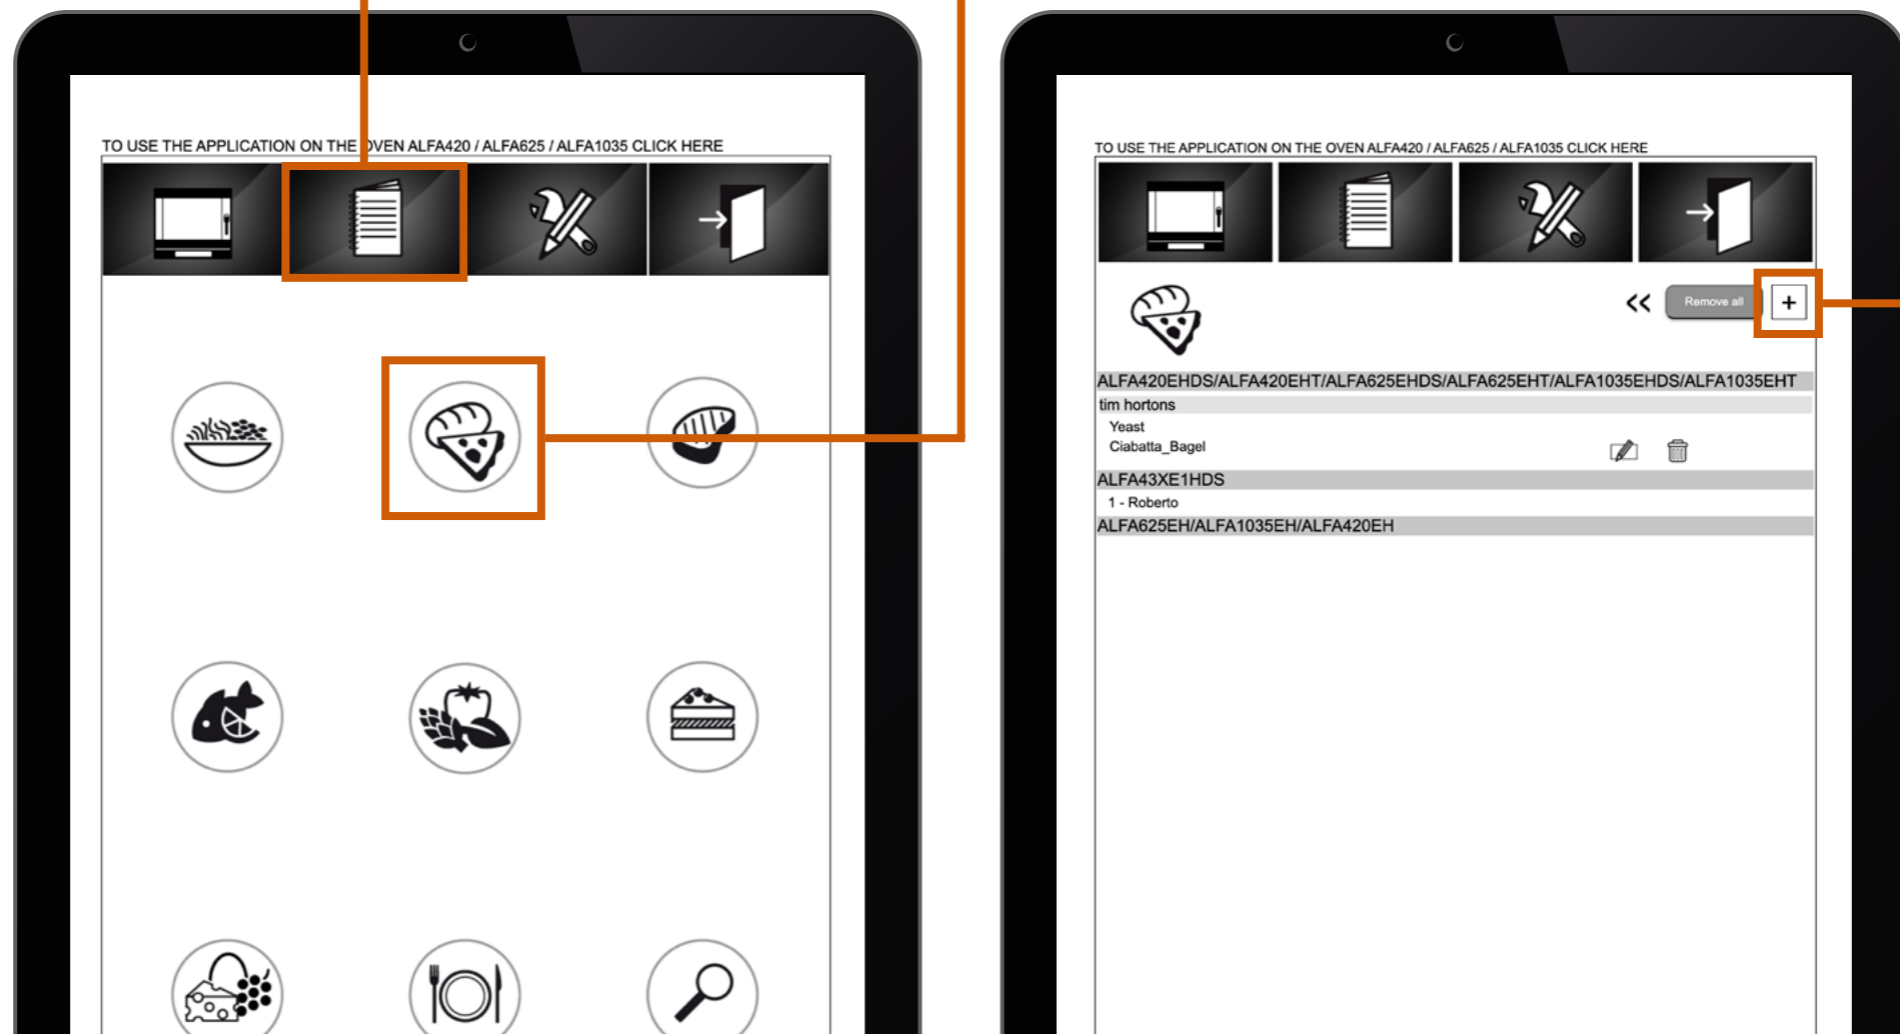 TO USE THE APPLICATION ON THE OVEN ALFA420 / ALFA625 / ALFA1035 CLICK HERE
TO USE THE APPLICATION ON THE OVEN ALFA420 / ALFA625 / ALFA1035 CLICK HERE
<< Remove all +
ALFA420EHDS/ALFA420EHT/ALFA625EHDS/ALFA625EHT/ALFA1035EHDS/ALFA1035EHT
tim hortons
Yeast
Ciabatta_Bagel
ALFA43XE1HDS
1 - Roberto
ALFA625EH/ALFA1035EH/ALFA420EH